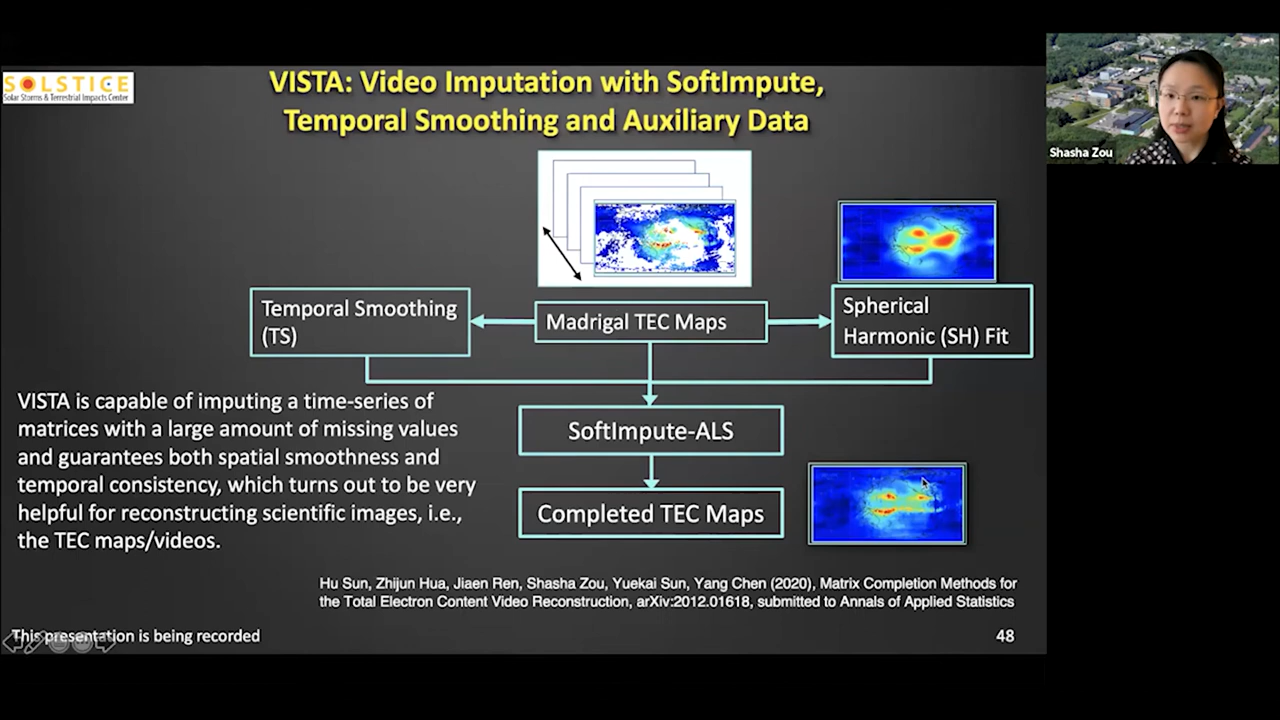 SOLSTICE
Solar Storms & Terrestrial Impacts Center
VISTA: Video Imputation with SoftImpute,
Temporal Smoothing and Auxiliary Data
Shasha Zou
Temporal Smoothing
(TS)
Madrigal TEC Maps
Spherical
Harmonic (SH) Fit
VISTA is capable of imputing a time-series of
matrices with a large amount of missing values
and guarantees both spatial smoothness and
temporal consistency, which turns out to be very
helpful for reconstructing scientific images, i.e.,
the TEC maps/videos.
SoftImpute-ALS
Completed TEC Maps
Hu Sun, Zhijun Hua, Jiaen Ren, Shasha Zou, Yuekai Sun, Yang Chen (2020), Matrix Completion Methods for
the Total Electron Content Video Reconstruction, arXiv:2012.01618, submitted to Annals of Applied Statistics
This presentation is being recorded
48